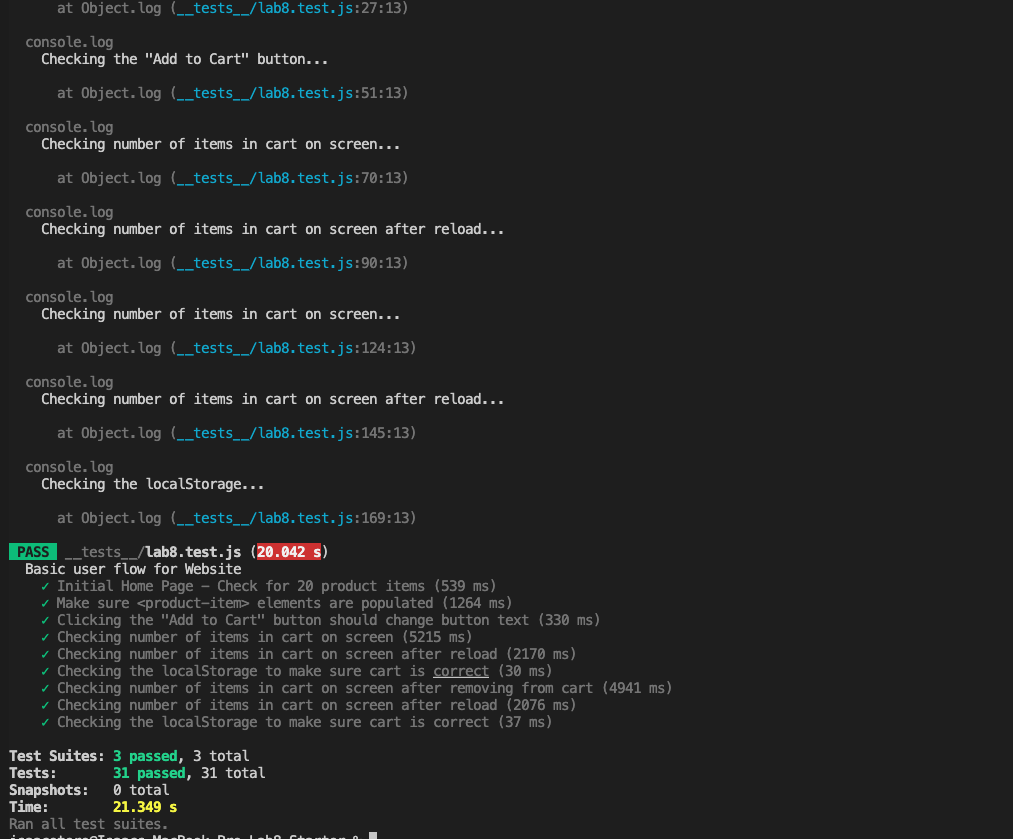 at Object.log (__tests__/lab8.test.js:27:13)
console.log
Checking the "Add to Cart" button...
at Object.log (__tests__/lab8.test.js:51:13)
console.log
Checking number of items in cart on screen...
at Object.log (__tests__/lab8.test.js:70:13)
console.log
Checking number of items in cart on screen after reload...
at Object.log (__tests__/lab8.test.js:90:13)
console.log
Checking number of items in cart on screen...
at Object.log (__tests__/lab8.test.js:124:13)
console.log
Checking number of items in cart on screen after reload...
at Object.log (__tests__/lab8.test.js:145:13)
console.log
Checking the localStorage...
at Object.log (__tests__/lab8.test.js:169:13)
PASS __tests__/lab8.test.js (20.042 s)
Basic user flow for Website
✓ Initial Home Page – Check for 20 product items (539 ms)
✓ Make sure <product-item> elements are populated (1264 ms)
✓ Clicking the "Add to Cart" button should change button text (330 ms)
✓ Checking number of items in cart on screen (5215 ms)
✓ Checking number of items in cart on screen after reload (2170 ms)
✓ Checking the localStorage to make sure cart is correct (30 ms)
✓ Checking number of items in cart on screen after removing from cart (4941 ms)
✓ Checking number of items in cart on screen after reload (2076 ms)
✓ Checking the localStorage to make sure cart is correct (37 ms)
Test Suites: 3 passed, 3 total
Tests: 31 passed, 31 total
Snapshots: 0 total
Time: 21.349 s
Ran all test suites.